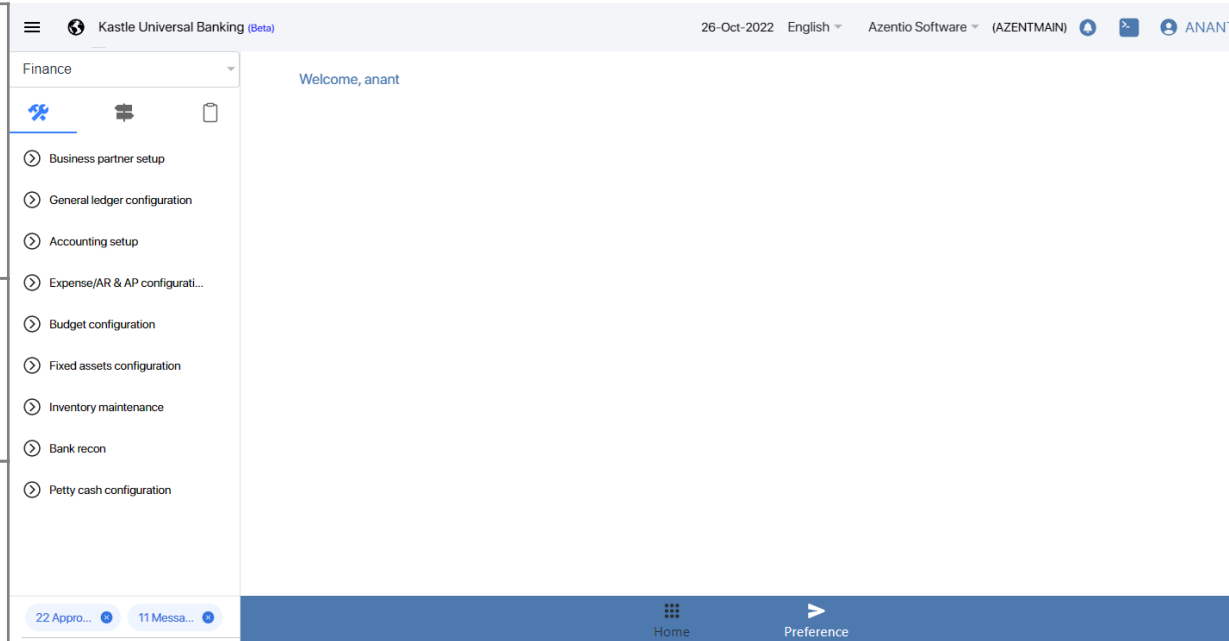 Kastle Universal Banking (Beta)
26-Oct-2022 English Azentio Software (AZENTMAIN) ANANT
Finance
Welcome, anant
Business partner setup
General ledger configuration
Accounting setup
Expense/AR & AP configurati...
Budget configuration
Fixed assets configuration
Inventory maintenance
Bank recon
Petty cash configuration
22 Appro... 11 Messa...
Home Preference